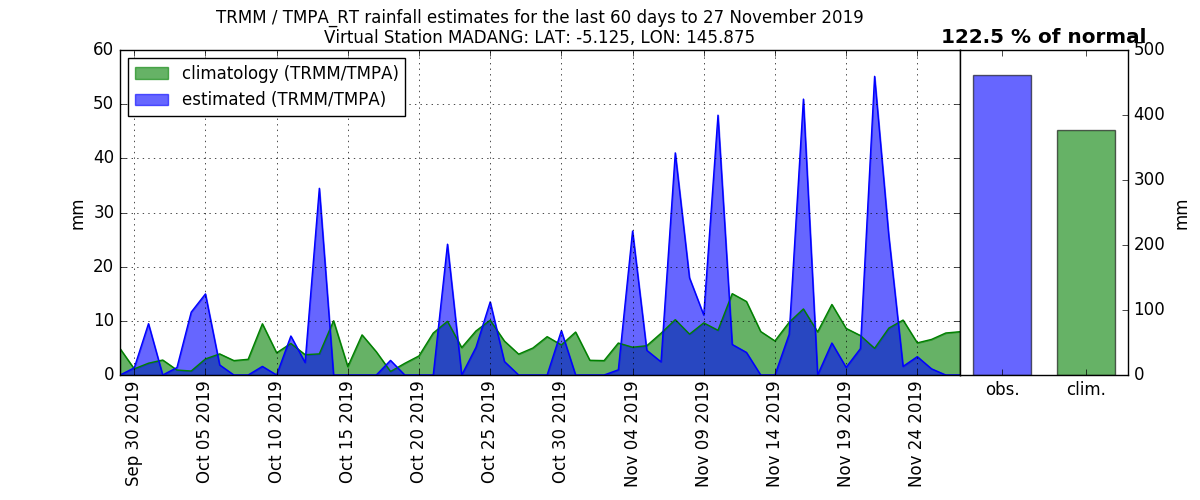 TRMM / TMPA_RT rainfall estimates for the last 60 days to 27 November 2019
Virtual Station MADANG: LAT: -5.125, LON: 145.875
122.5 % of normal
climatology (TRMM/TMPA)
estimated (TRMM/TMPA)
mm
60
50
40
30
20
10
0
Sep 30 2019
Oct 05 2019
Oct 10 2019
Oct 15 2019
Oct 20 2019
Oct 25 2019
Oct 30 2019
Nov 04 2019
Nov 09 2019
Nov 14 2019
Nov 19 2019
Nov 24 2019
500
400
300
200
100
0
mm
obs.
clim.